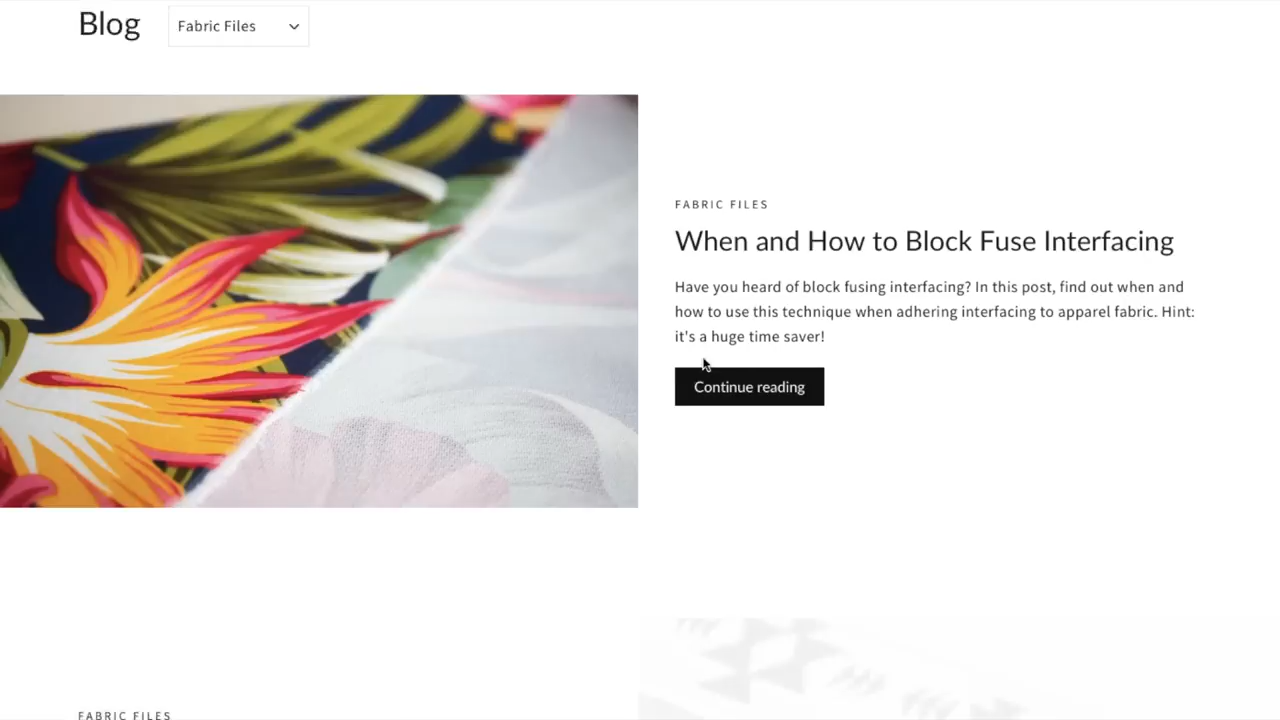 Blog
Fabric Files
FABRIC FILES
When and How to Block Fuse Interfacing
Have you heard of block fusing interfacing? In this post, find out when and
how to use this technique when adhering interfacing to apparel fabric. Hint:
it's a huge time saver!
Continue reading
FABRIC FILES